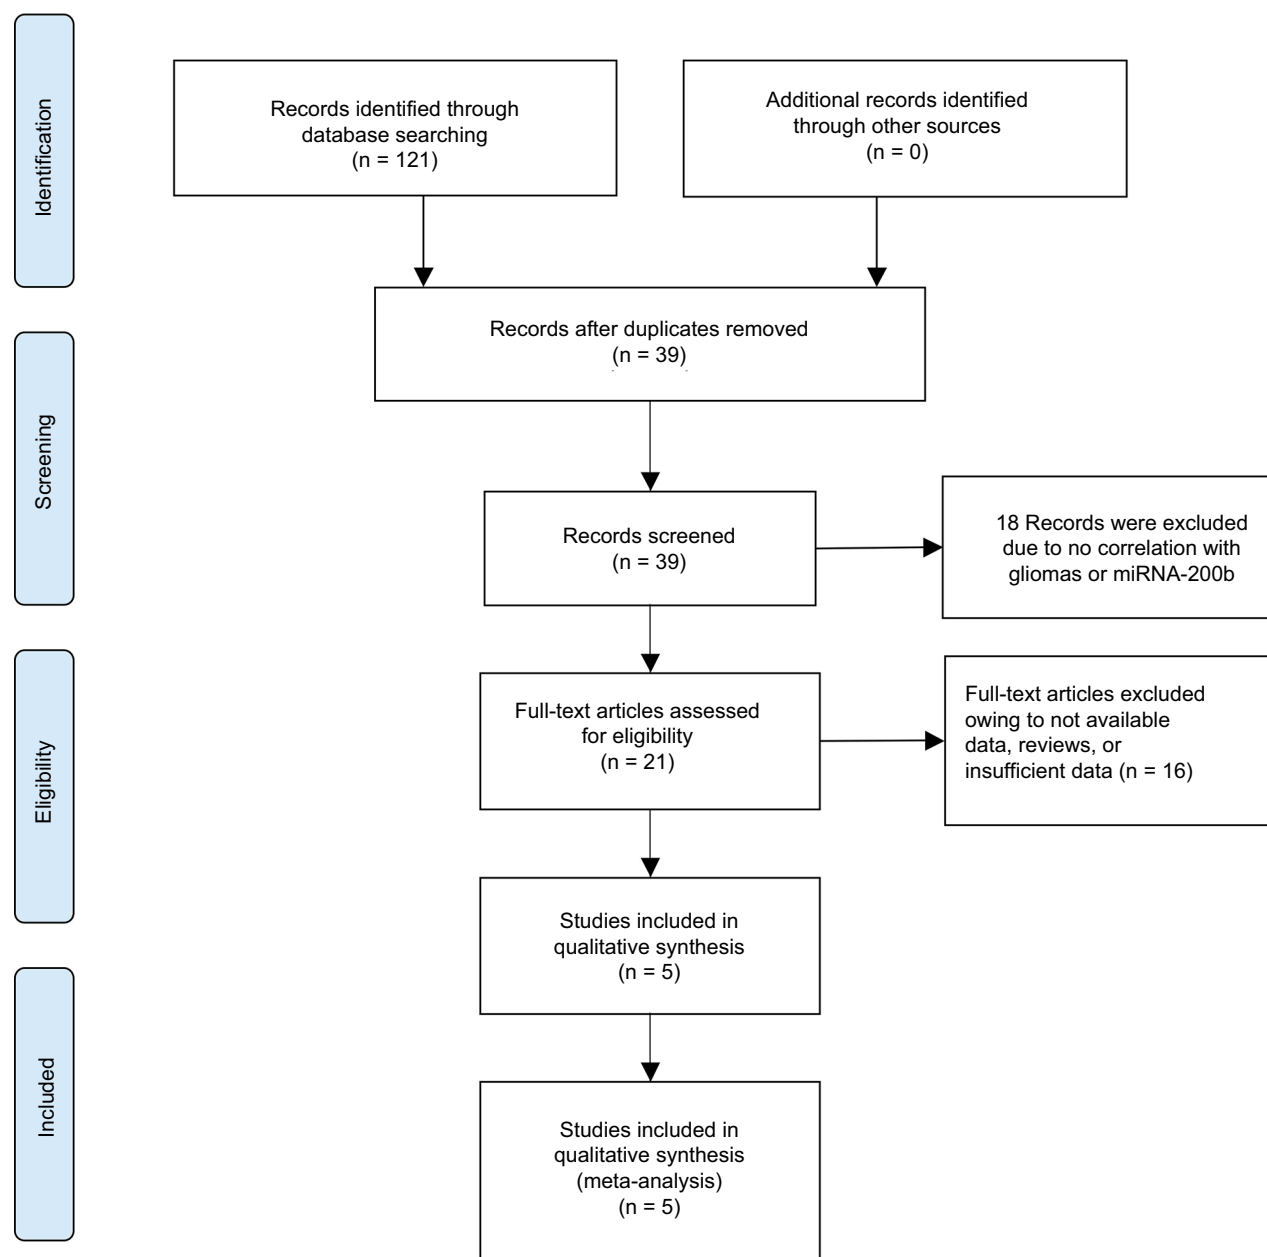 Identification
Records identified through
database searching
(n = 121)
Additional records identified
through other sources
(n = 0)
Records after duplicates removed
(n = 39)
Screening
Records screened
(n = 39)
18 Records were excluded
due to no correlation with
gliomas or miRNA-200b
Eligibility
Full-text articles assessed
for eligibility
(n = 21)
Full-text articles excluded
owing to not available
data, reviews, or
insufficient data (n = 16)
Studies included in
qualitative synthesis
(n = 5)
Included
Studies included in
qualitative synthesis
(meta-analysis)
(n = 5)